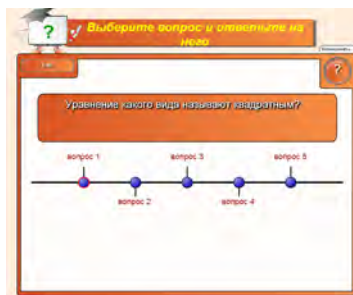 ?
Выберите вопрос и ответьте на
него
?
Уравнение какого вида называют квадратным?
вопрос 1
вопрос 3
вопрос 5
вопрос 2
вопрос 4